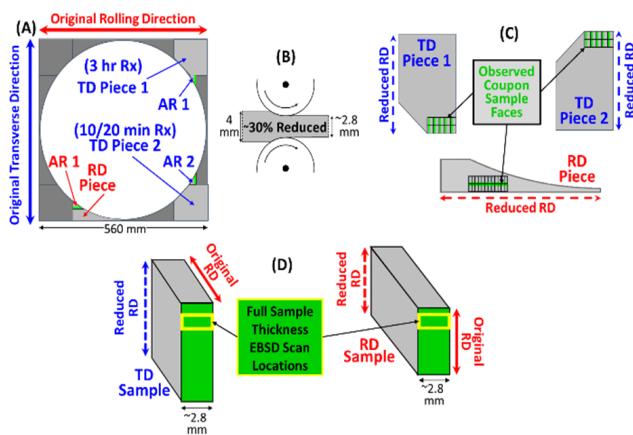 (A)
Original Rolling Direction
Original Transverse Direction
(3 hr Rx)
TD Piece 1
AR 1
(10/20 min Rx)
TD Piece 2
AR 1
RD
Piece
AR 2
560 mm
(B)
4
mm
~30% Reduced
~2.8
mm
(C)
Reduced RD
TD
Piece 1
Observed
Coupon
Sample
Faces
TD
Piece 2
Reduced RD
RD
Piece
Reduced RD
(D)
Reduced
RD
Original
RD
TD
Sample
~2.8
mm
Full Sample
Thickness
EBSD Scan
Locations
Reduced
RD
RD
Sample
Original
RD
~2.8
mm